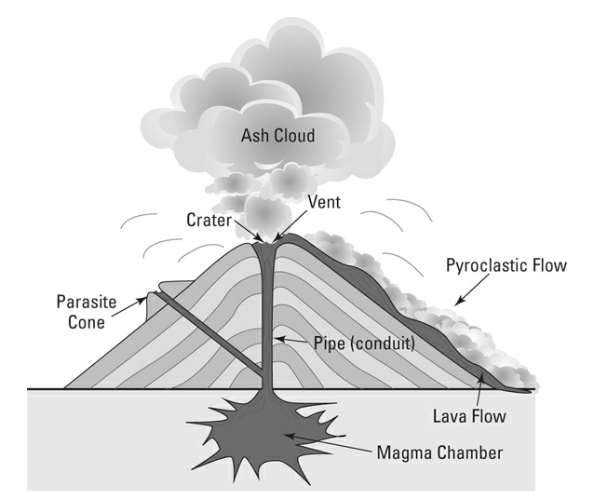 Ash Cloud
Vent
Crater
Pyroclastic Flow
Parasite
Cone
Pipe (conduit)
Lava Flow
Magma Chamber